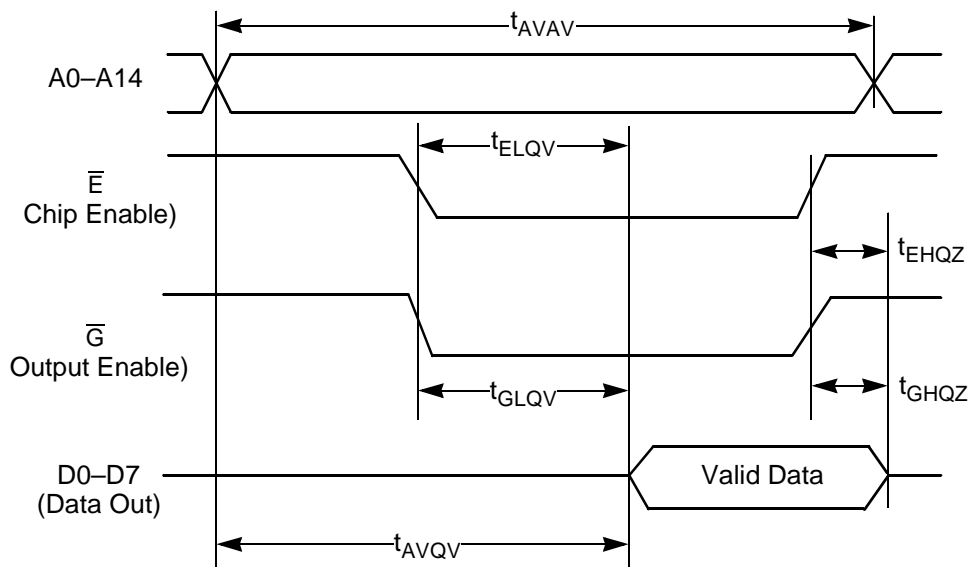 tAVAV
A0–A14
tELQV
E̅
Chip Enable)
tEHQZ
G̅
Output Enable)
tGLQV
tGHQZ
D0–D7
(Data Out)
Valid Data
tAVQV